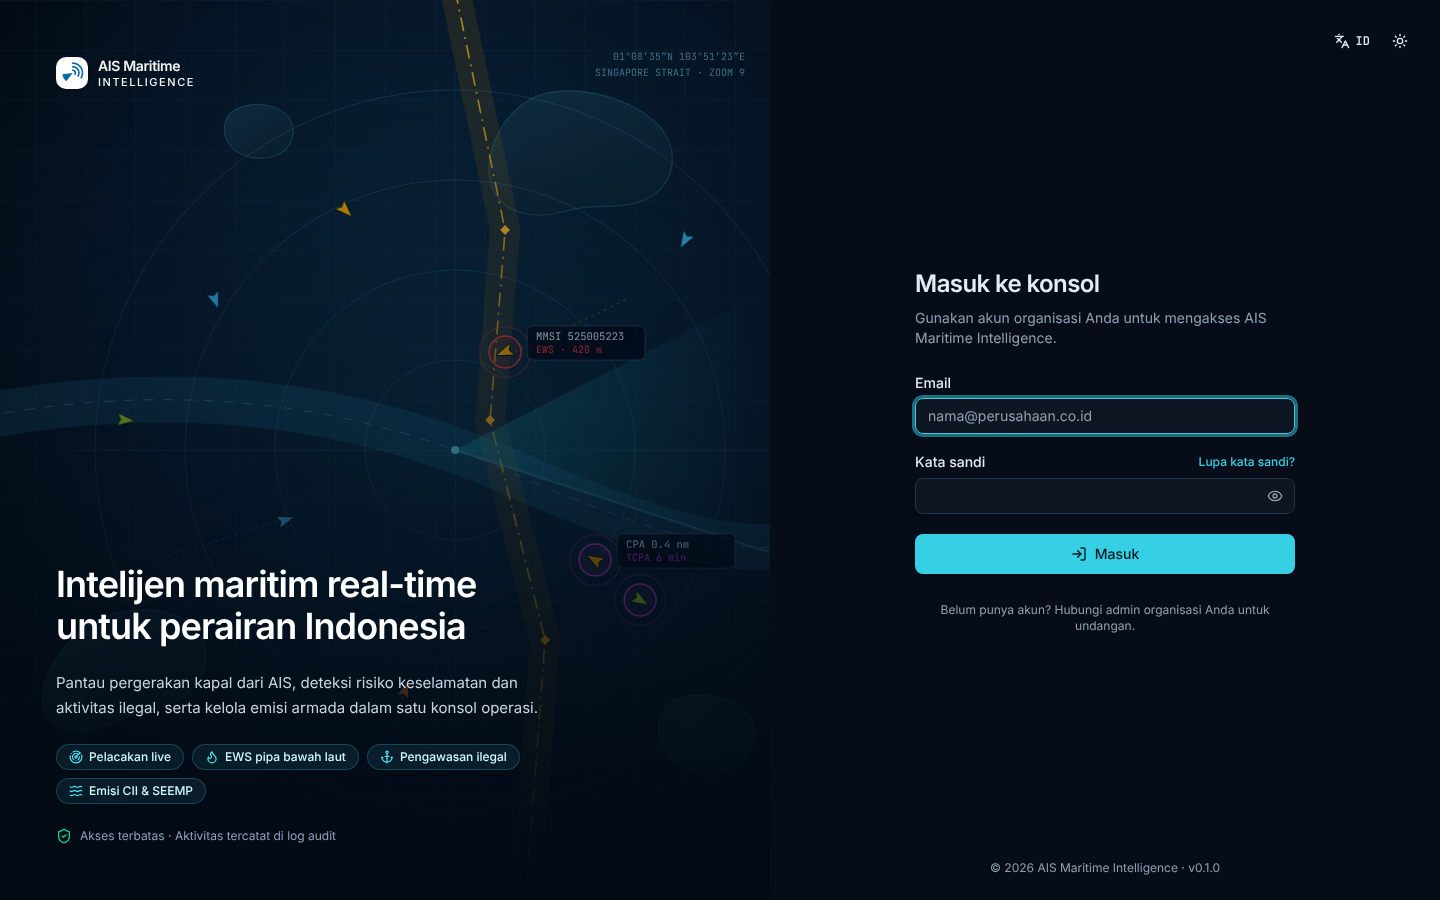 AIS Maritime
INTELLIGENCE
01°08'35"N 103°51'23"E
SINGAPORE STRAIT · ZOOM 9
MMSI 525005223
EWS · 420 m
CPA 0.4 nm
TCPA 6 min
Intelijen maritim real-time
untuk perairan Indonesia
Pantau pergerakan kapal dari AIS, deteksi risiko keselamatan dan
aktivitas ilegal, serta kelola emisi armada dalam satu konsol operasi.
Pelacakan live
EWS pipa bawah laut
Pengawasan ilegal
Emisi CII & SEEMP
Akses terbatas · Aktivitas tercatat di log audit
ID
Masuk ke konsol
Gunakan akun organisasi Anda untuk mengakses AIS
Maritime Intelligence.
Email
nama@perusahaan.co.id
Kata sandi
Lupa kata sandi?
Masuk
Belum punya akun? Hubungi admin organisasi Anda untuk
undangan.
© 2026 AIS Maritime Intelligence · v0.1.0